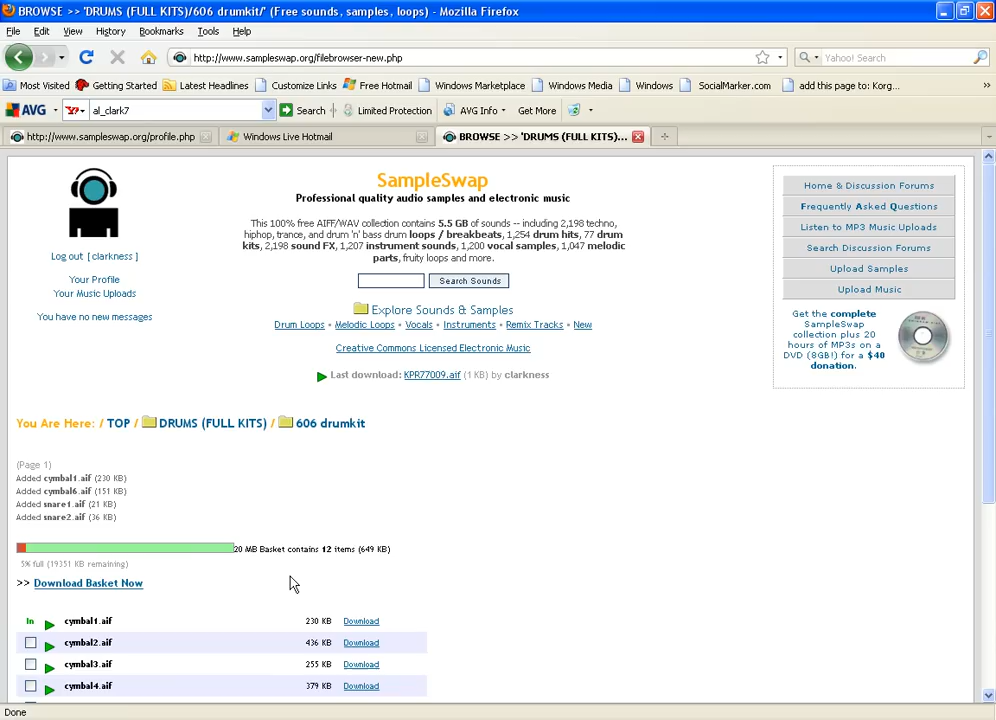 BROWSE >> 'DRUMS (FULL KITS)/606 drumkit/' (Free sounds, samples, loops) - Mozilla Firefox
File Edit View History Bookmarks Tools Help
http://www.sampleswap.org/filebrowser-new.php Yahoo! Search
Most Visited Getting Started Latest Headlines Customize Links Free Hotmail Windows Marketplace Windows Media Windows SocialMarker.com add this page to: Korg... »
AVG Y! al_clark7 Search Limited Protection AVG Info Get More
http://www.sampleswap.org/profile.php Windows Live Hotmail BROWSE >> 'DRUMS (FULL KITS)...
SampleSwap
Professional quality audio samples and electronic music
This 100% free AIFF/WAV collection contains 5.5 GB of sounds -- including 2,198 techno,
hiphop, trance, and drum 'n' bass drum loops / breakbeats, 1,254 drum hits, 77 drum
kits, 2,198 sound FX, 1,207 instrument sounds, 1,200 vocal samples, 1,047 melodic
parts, fruity loops and more.
Search Sounds
Log out [ clarkness ]
Your Profile
Your Music Uploads
You have no new messages
Explore Sounds & Samples
Drum Loops • Melodic Loops • Vocals • Instruments • Remix Tracks • New
Creative Commons Licensed Electronic Music
Last download: KPR77009.aif (1 KB) by clarkness
Home & Discussion Forums
Frequently Asked Questions
Listen to MP3 Music Uploads
Search Discussion Forums
Upload Samples
Upload Music
Get the complete
SampleSwap
collection plus 20
hours of MP3s on a
DVD (8GB!) for a $40
donation.
You Are Here: / TOP / DRUMS (FULL KITS) / 606 drumkit
(Page 1)
Added cymbal1.aif (230 KB)
Added cymbal6.aif (151 KB)
Added snare1.aif (21 KB)
Added snare2.aif (36 KB)
20 MB Basket contains 12 items (649 KB)
5% full (19351 KB remaining)
>> Download Basket Now
In cymbal1.aif 230 KB Download
cymbal2.aif 436 KB Download
cymbal3.aif 255 KB Download
cymbal4.aif 379 KB Download
Done